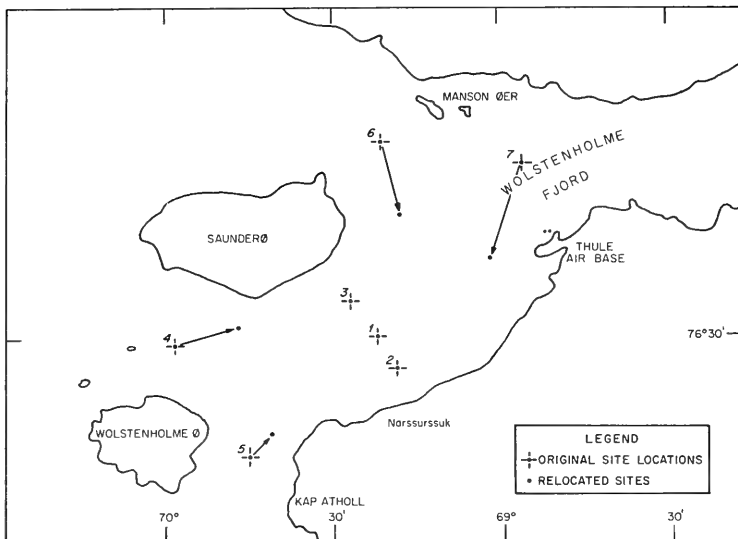 MANSON ØER
6
7
WOLSTENHOLME
FJORD
SAUNDERØ
THULE
AIR BASE
3
1
4
2
76°30'
WOLSTENHOLME Ø
5
Narssurssuk
KAP ATHOLL
LEGEND
ORIGINAL SITE LOCATIONS
RELOCATED SITES
70°
30'
69°
30'